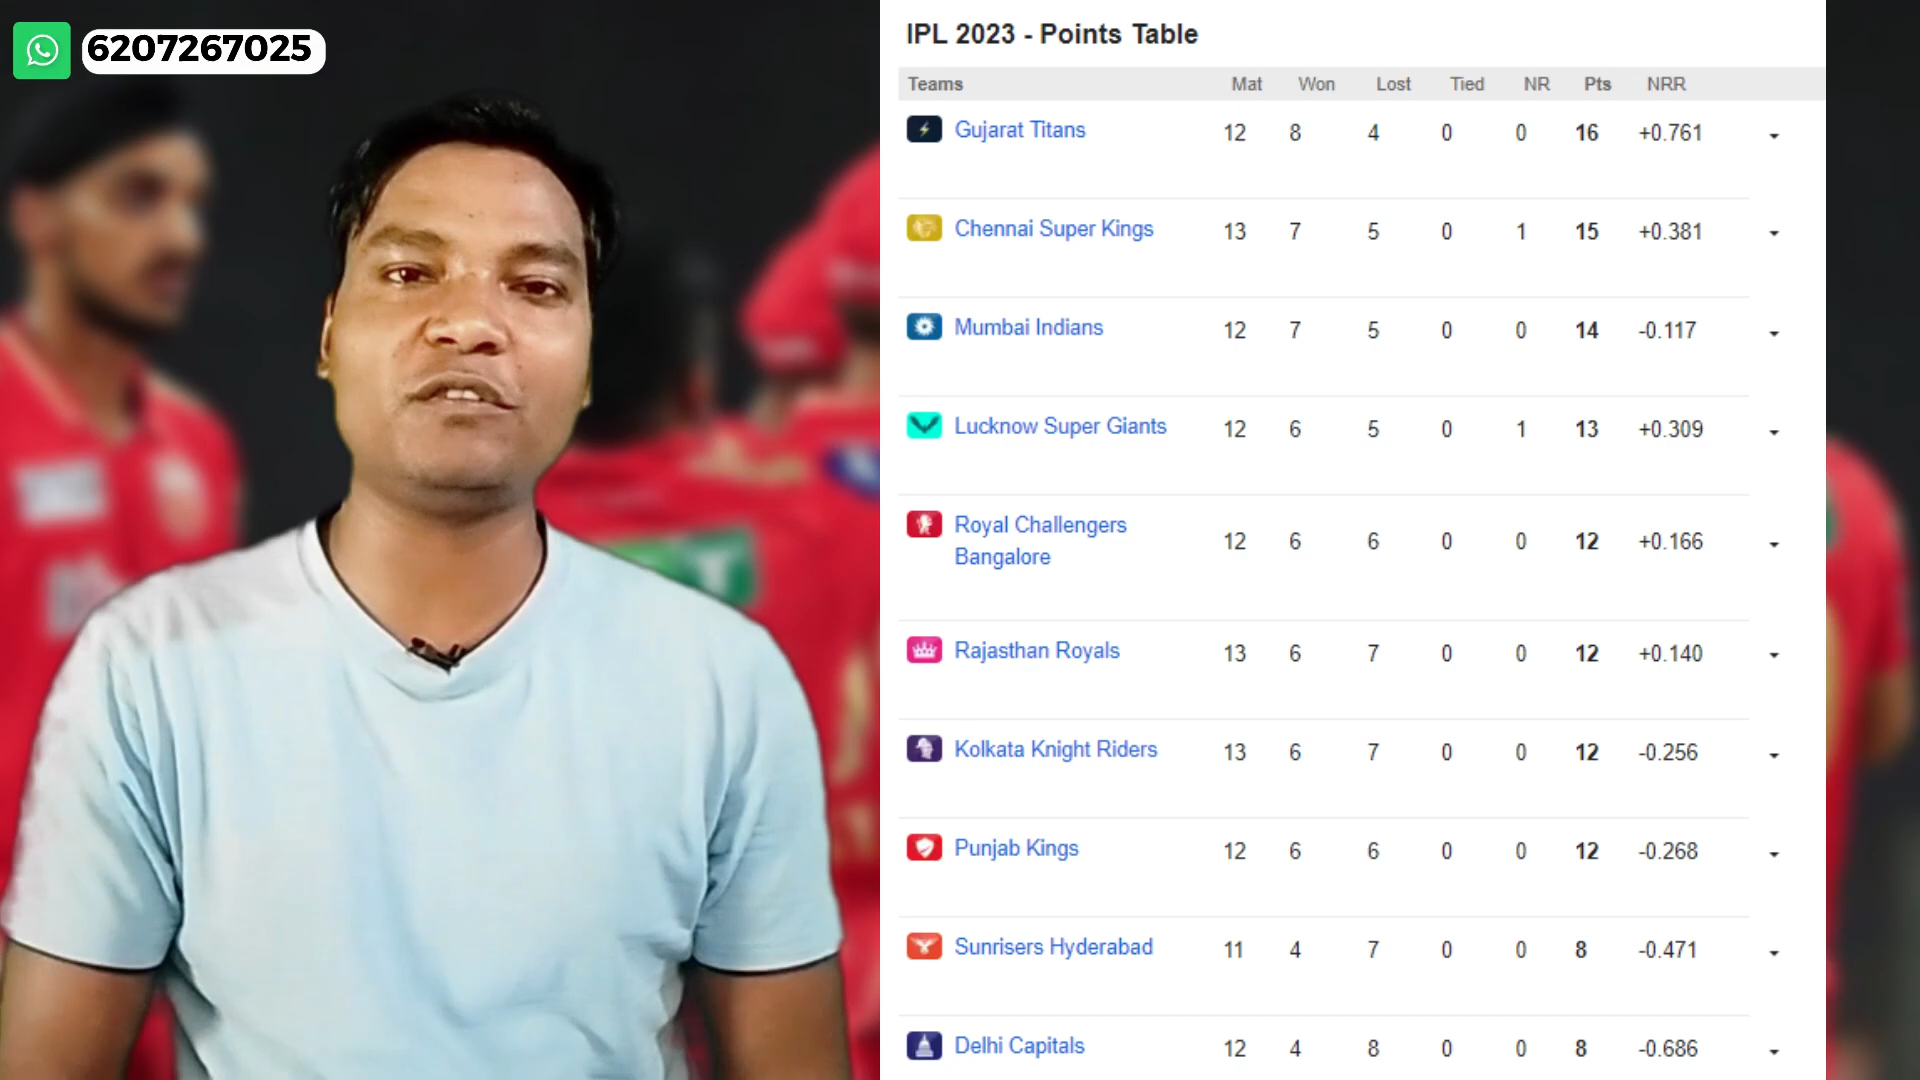 6207267025
IPL 2023 - Points Table
Teams Mat Won Lost Tied NR Pts NRR
Gujarat Titans 12 8 4 0 0 16 +0.761
Chennai Super Kings 13 7 5 0 1 15 +0.381
Mumbai Indians 12 7 5 0 0 14 -0.117
Lucknow Super Giants 12 6 5 0 1 13 +0.309
Royal Challengers
Bangalore 12 6 6 0 0 12 +0.166
Rajasthan Royals 13 6 7 0 0 12 +0.140
Kolkata Knight Riders 13 6 7 0 0 12 -0.256
Punjab Kings 12 6 6 0 0 12 -0.268
Sunrisers Hyderabad 11 4 7 0 0 8 -0.471
Delhi Capitals 12 4 8 0 0 8 -0.686